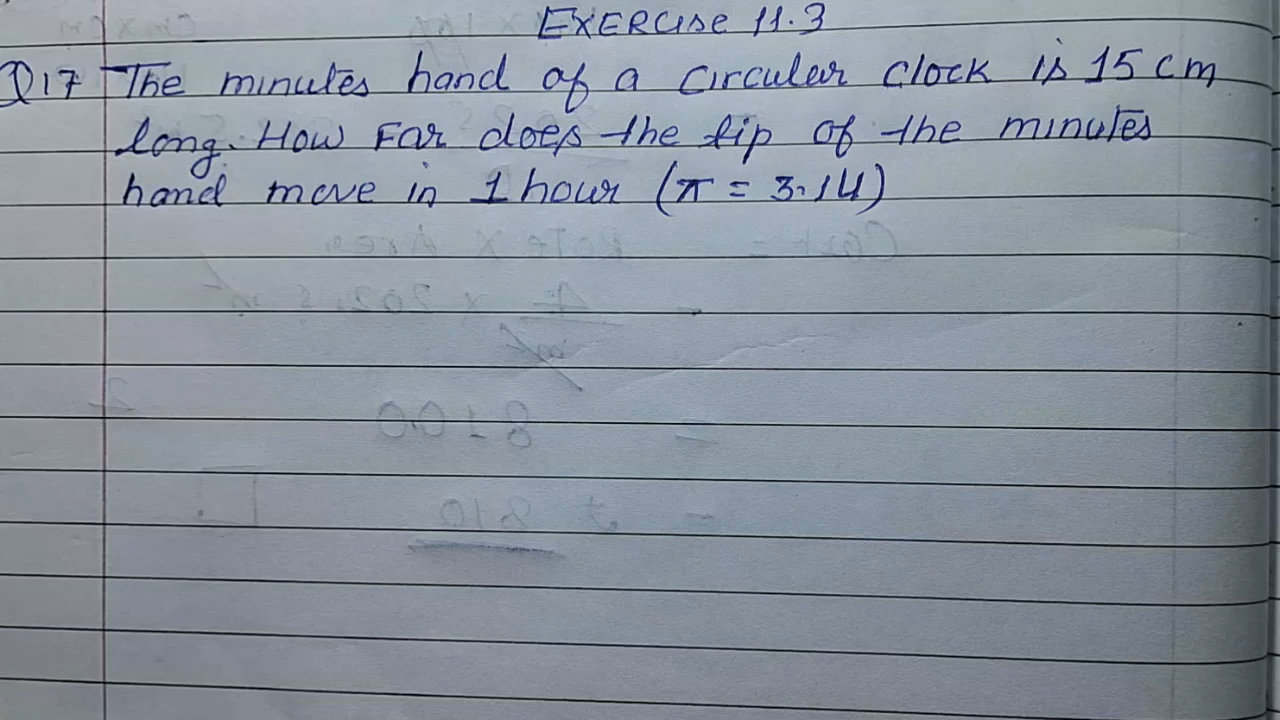 EXERCISE 11.3
Q17 The minutes hand of a circular clock is 15 cm
long. How Far does the tip of the minutes
hand move in 1 hour (π = 3.14)